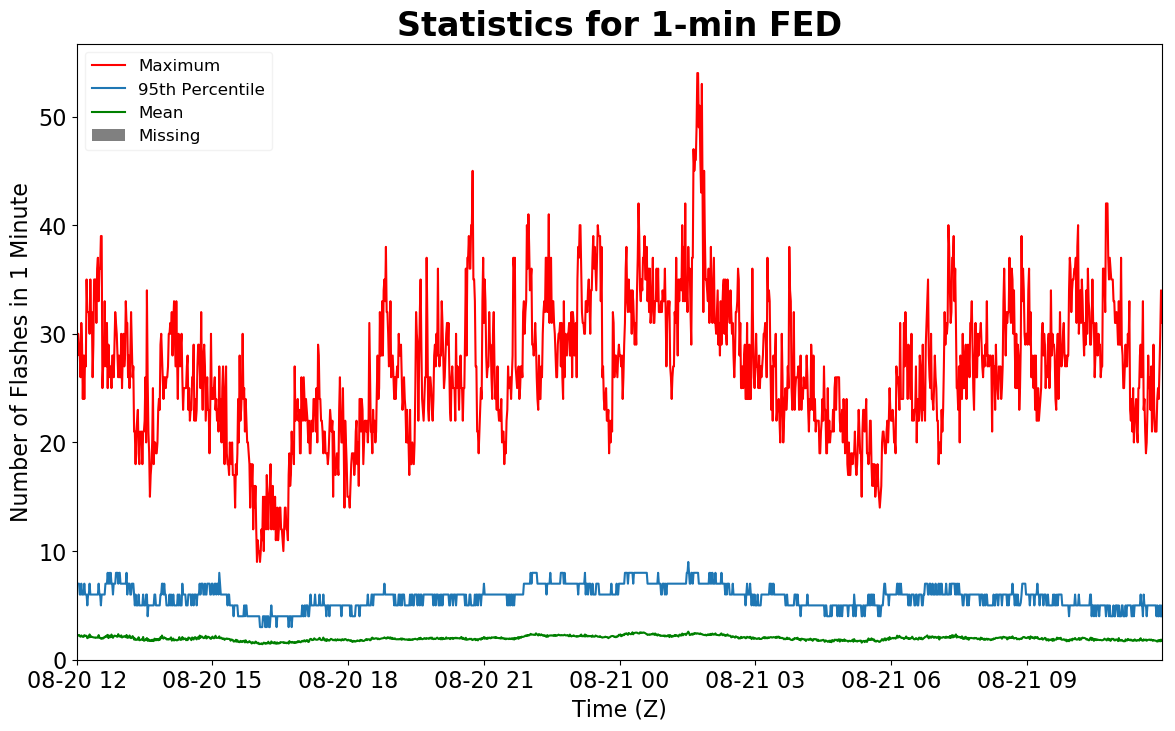 Statistics for 1-min FED
Maximum
95th Percentile
Mean
Missing
Number of Flashes in 1 Minute
50
40
30
20
10
0
08-20 12 08-20 15 08-20 18 08-20 21 08-21 00 08-21 03 08-21 06 08-21 09
Time (Z)